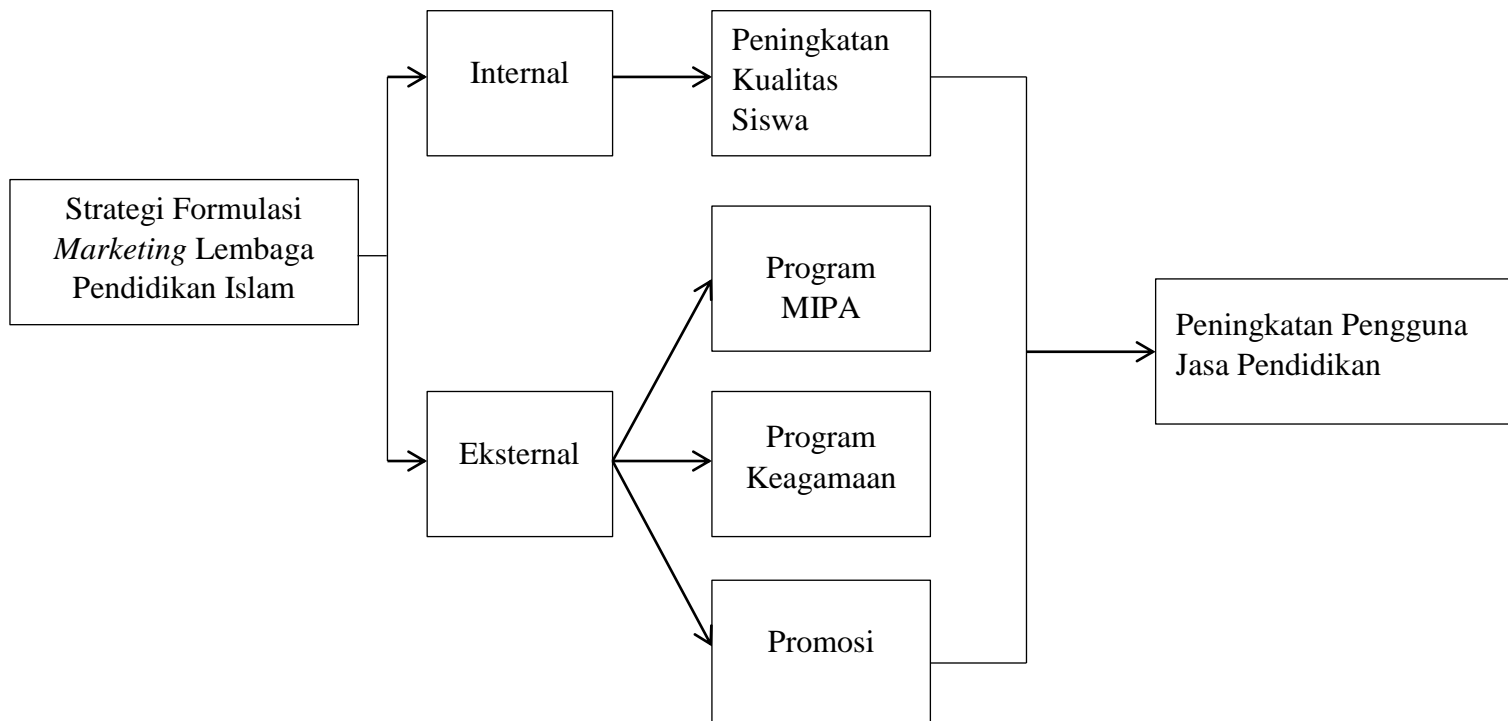 Internal
Peningkatan
Kualitas
Siswa
Strategi Formulasi
Marketing Lembaga
Pendidikan Islam
Program
MIPA
Peningkatan Pengguna
Jasa Pendidikan
Eksternal
Program
Keagamaan
Promosi